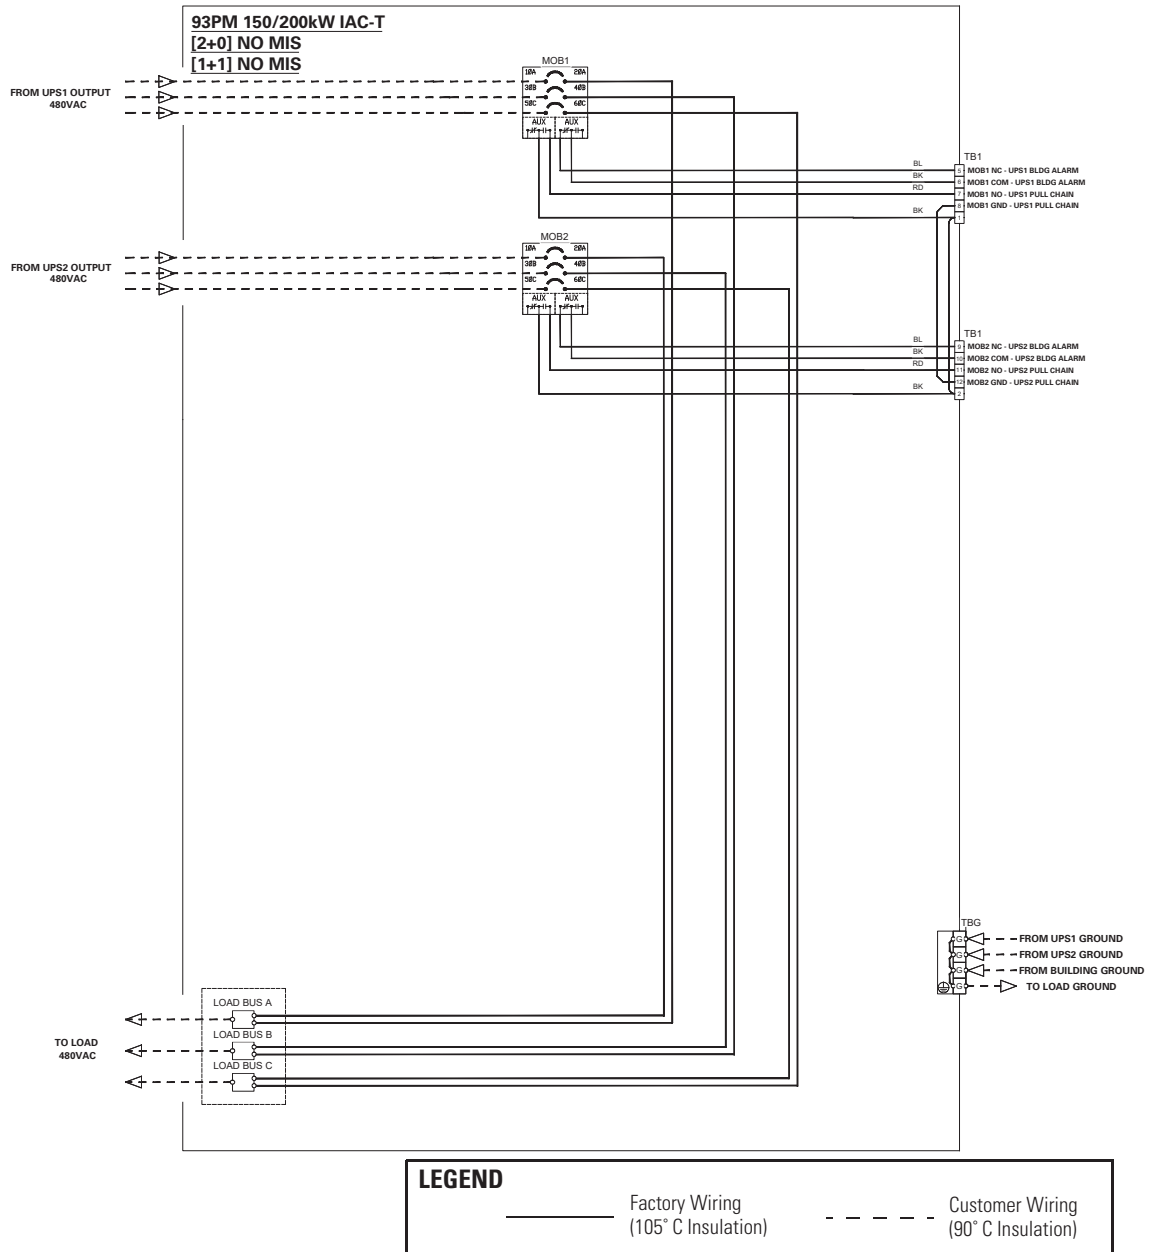 93PM 150/200kW IAC-T
[2+0] NO MIS
[1+1] NO MIS
FROM UPS1 OUTPUT
480VAC
MOB1
1ØA 2ØA
3ØB 4ØB
5ØC 6ØC
AUX AUX
TB1
BL 5 MOB1 NC - UPS1 BLDG ALARM
BK 6 MOB1 COM - UPS1 BLDG ALARM
RD 7 MOB1 NO - UPS1 PULL CHAIN
8 MOB1 GND - UPS1 PULL CHAIN
BK 1
FROM UPS2 OUTPUT
480VAC
MOB2
1ØA 2ØA
3ØB 4ØB
5ØC 6ØC
AUX AUX
TB1
BL 9 MOB2 NC - UPS2 BLDG ALARM
BK 10 MOB2 COM - UPS2 BLDG ALARM
RD 11 MOB2 NO - UPS2 PULL CHAIN
12 MOB2 GND - UPS2 PULL CHAIN
BK 2
TBG
G FROM UPS1 GROUND
G FROM UPS2 GROUND
G FROM BUILDING GROUND
G TO LOAD GROUND
TO LOAD
480VAC
LOAD BUS A
LOAD BUS B
LOAD BUS C
LEGEND
Factory Wiring
(105° C Insulation)
Customer Wiring
(90° C Insulation)